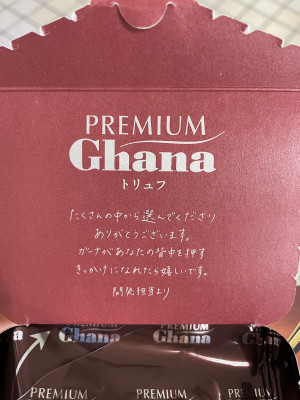 PREMIUM
Ghana
トリュフ
たくさんの中から選んでくださり
ありがとうございます。
ガーナがあなたの背中を押す
きっかけになれたら嬉しいです。
開発担当より
PREMIUM
Ghana
PREMIUM
Ghana
Ghana
PREMIUM
PREMIUM
PREMIUM